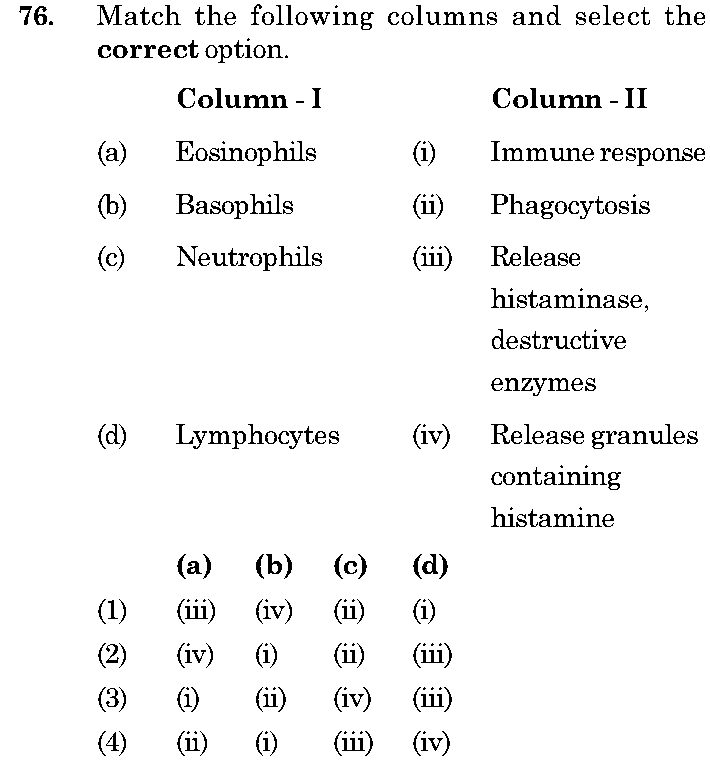 76. Match the following columns and select the
correct option.
Column - I Column - II
(a) Eosinophils (i) Immune response
(b) Basophils (ii) Phagocytosis
(c) Neutrophils (iii) Release
histaminase,
destructive
enzymes
(d) Lymphocytes (iv) Release granules
containing
histamine
(a) (b) (c) (d)
(1) (iii) (iv) (ii) (i)
(2) (iv) (i) (ii) (iii)
(3) (i) (ii) (iv) (iii)
(4) (ii) (i) (iii) (iv)